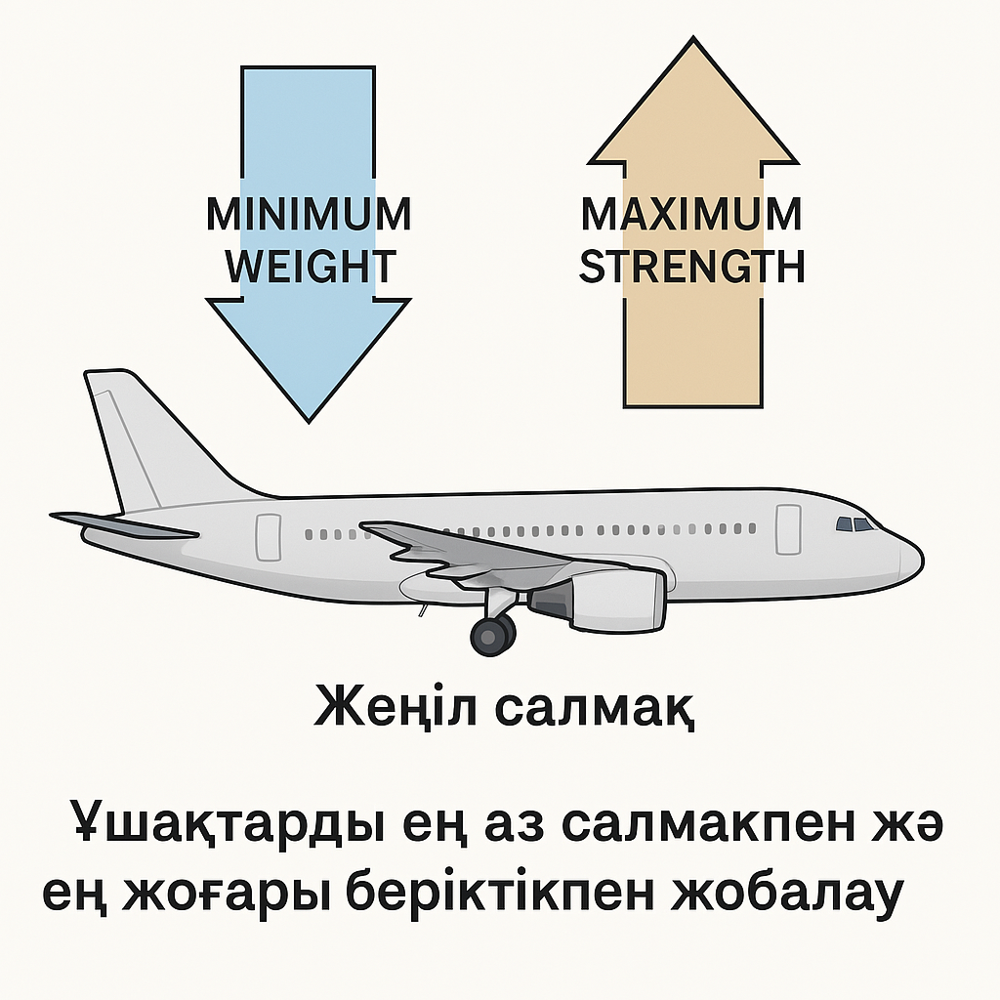 MINIMUM
WEIGHT
MAXIMUM
STRENGTH
Жеңіл салмақ
Ұшақтарды ең аз салмакпен жә
ең жоғары беріктікпен жобалау